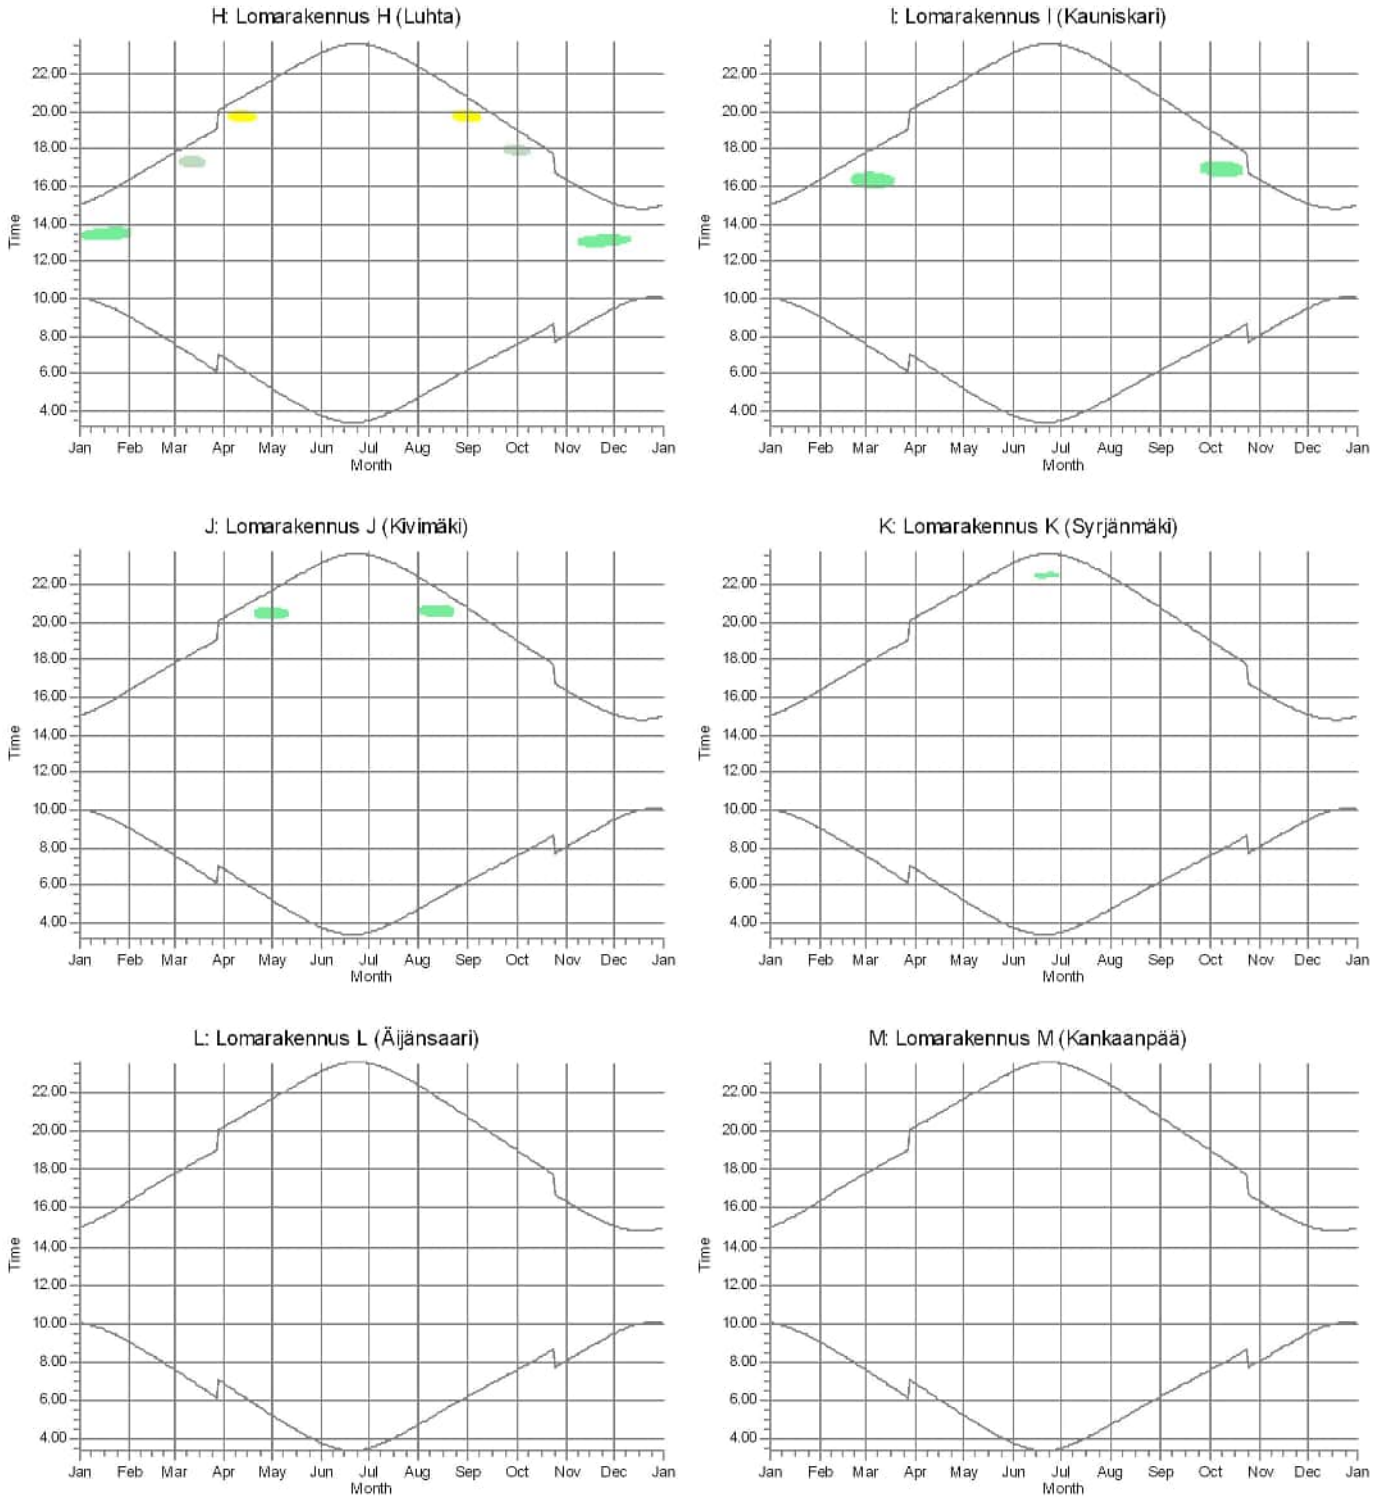 H: Lomarakennus H (Luhta)
22.00
20.00
18.00
16.00
14.00
12.00
10.00
8.00
6.00
4.00
Time
Jan Feb Mar Apr May Jun Jul Aug Sep Oct Nov Dec Jan
Month
I: Lomarakennus I (Kauniskari)
22.00
20.00
18.00
16.00
14.00
12.00
10.00
8.00
6.00
4.00
Time
Jan Feb Mar Apr May Jun Jul Aug Sep Oct Nov Dec Jan
Month
J: Lomarakennus J (Kivimäki)
22.00
20.00
18.00
16.00
14.00
12.00
10.00
8.00
6.00
4.00
Time
Jan Feb Mar Apr May Jun Jul Aug Sep Oct Nov Dec Jan
Month
K: Lomarakennus K (Syrjänmäki)
22.00
20.00
18.00
16.00
14.00
12.00
10.00
8.00
6.00
4.00
Time
Jan Feb Mar Apr May Jun Jul Aug Sep Oct Nov Dec Jan
Month
L: Lomarakennus L (Äijänsaari)
22.00
20.00
18.00
16.00
14.00
12.00
10.00
8.00
6.00
4.00
Time
Jan Feb Mar Apr May Jun Jul Aug Sep Oct Nov Dec Jan
Month
M: Lomarakennus M (Kankaanpää)
22.00
20.00
18.00
16.00
14.00
12.00
10.00
8.00
6.00
4.00
Time
Jan Feb Mar Apr May Jun Jul Aug Sep Oct Nov Dec Jan
Month